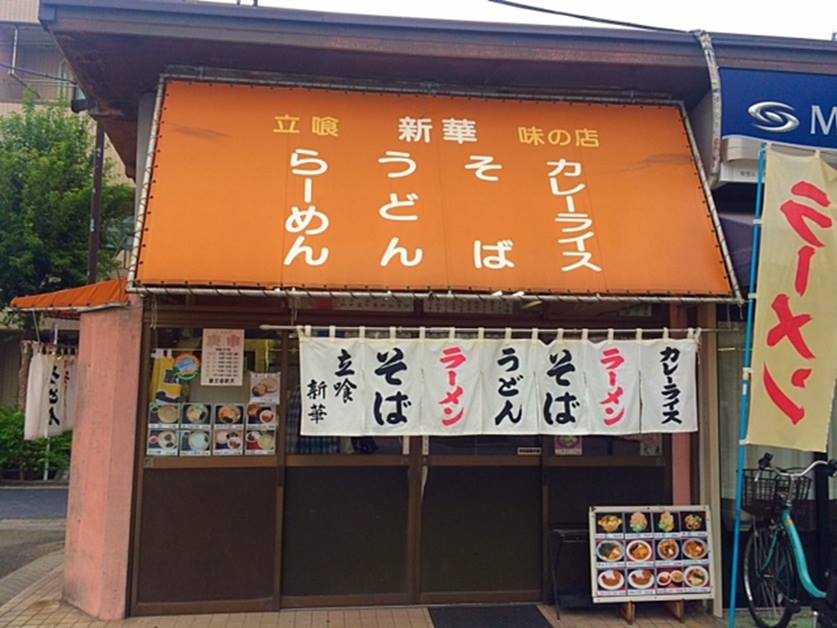 立喰 新華 味の店
らーめん
うどん
そば
カレーライス
立喰
新華
そば
ラーメン
うどん
そば
ラーメン
カレーライス
ラーメン
M